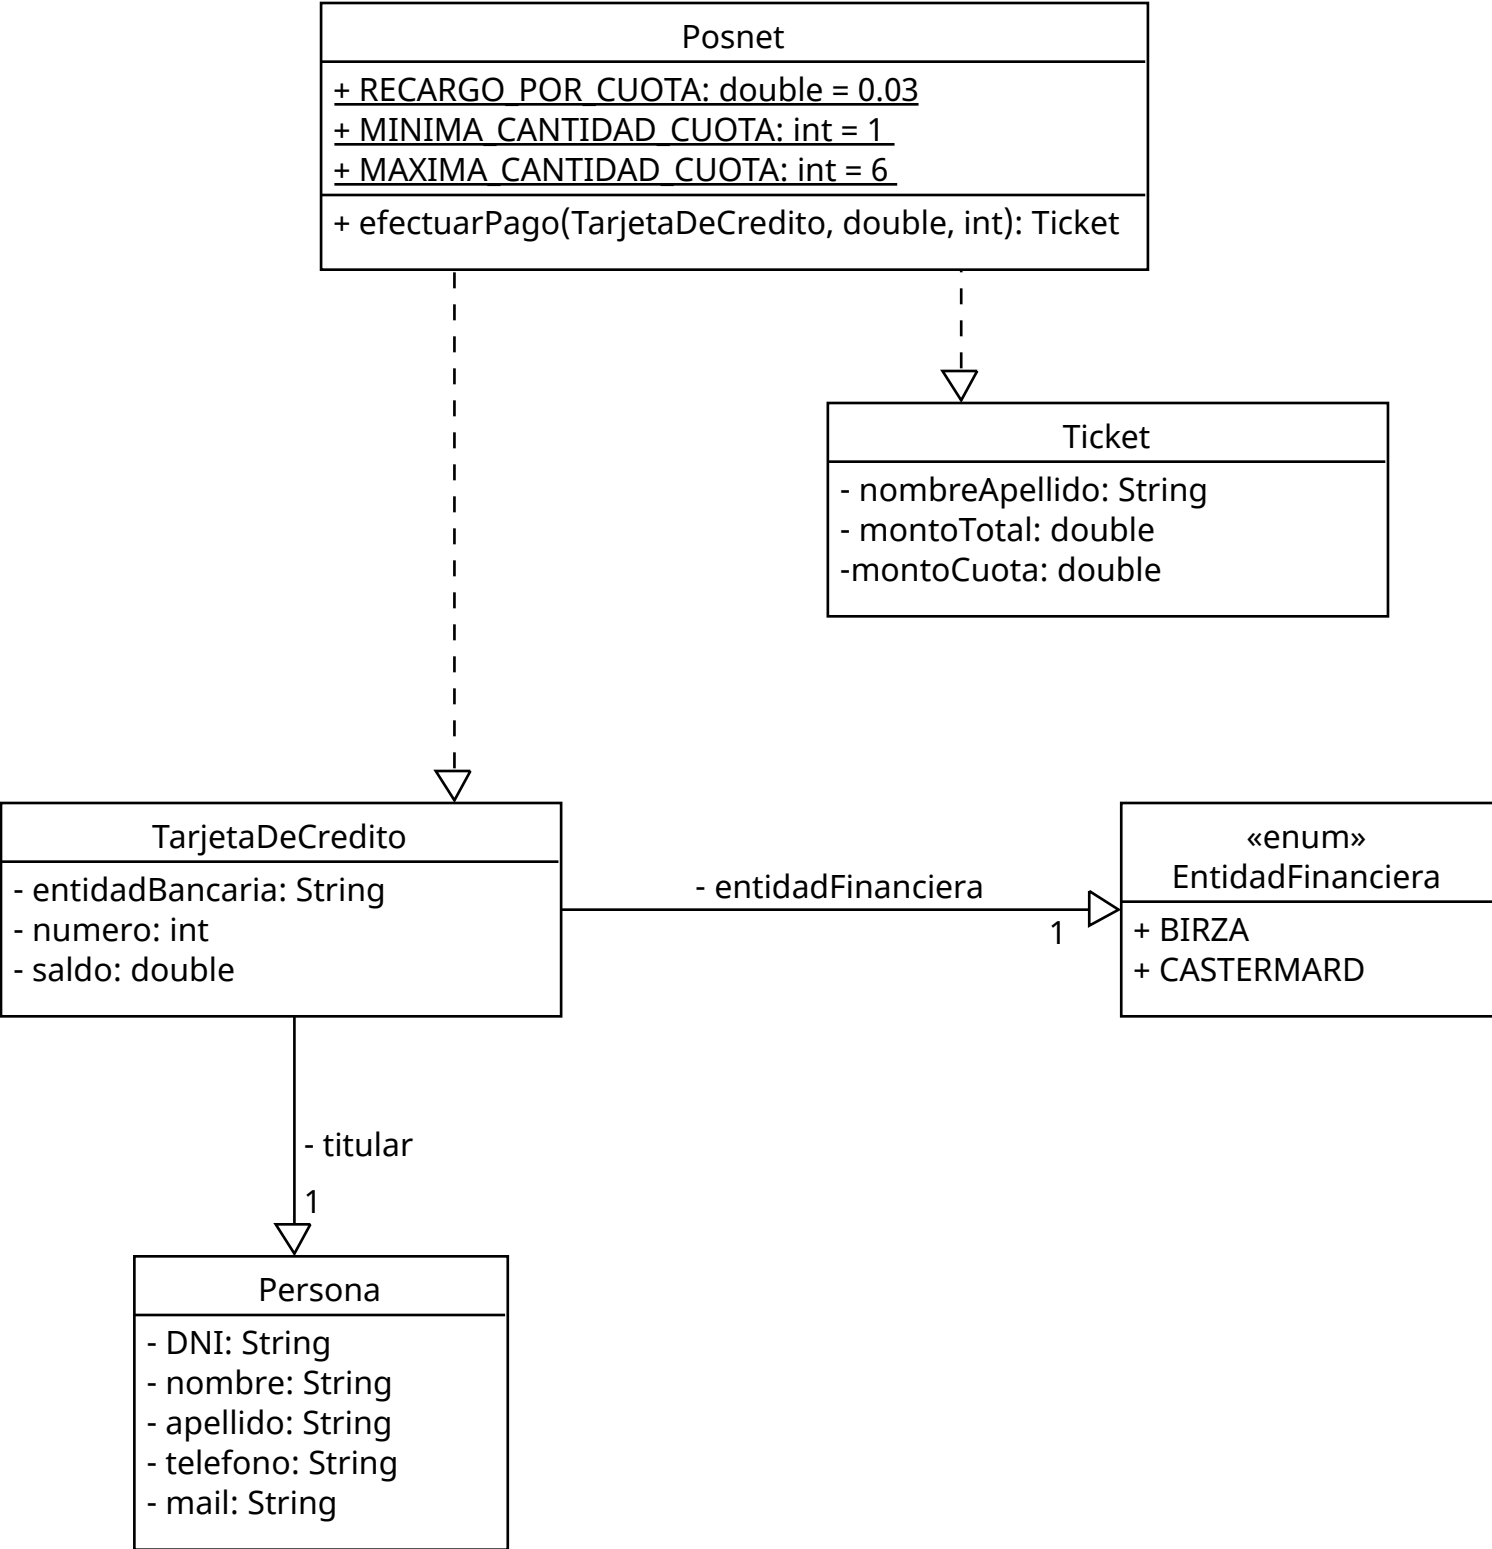 Posnet
+ RECARGO_POR_CUOTA: double = 0.03
+ MINIMA_CANTIDAD_CUOTA: int = 1
+ MAXIMA_CANTIDAD_CUOTA: int = 6
+ efectuarPago(TarjetaDeCredito, double, int): Ticket
Ticket
- nombreApellido: String
- montoTotal: double
-montoCuota: double
TarjetaDeCredito
- entidadBancaria: String
- numero: int
- saldo: double
- entidadFinanciera
1
«enum»
EntidadFinanciera
+ BIRZA
+ CASTERMARD
- titular
1
Persona
- DNI: String
- nombre: String
- apellido: String
- telefono: String
- mail: String